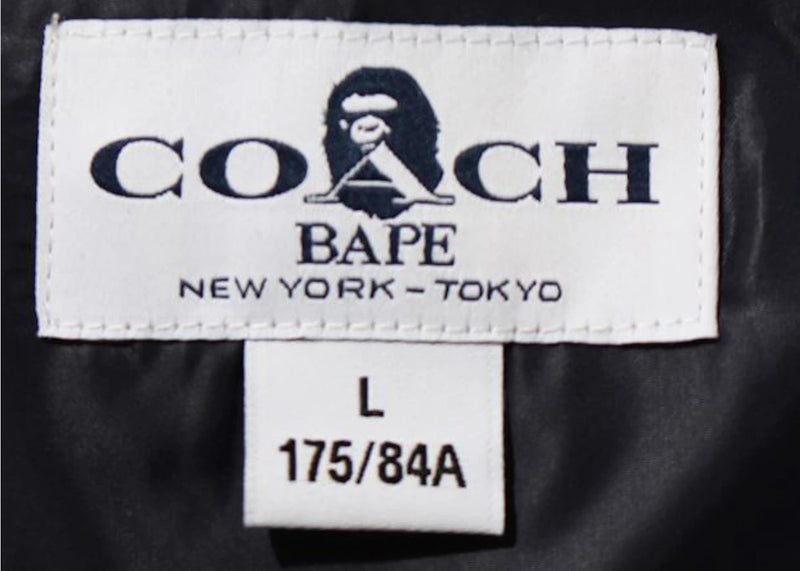 COACH
BAPE
NEW YORK – TOKYO
L
175/84A